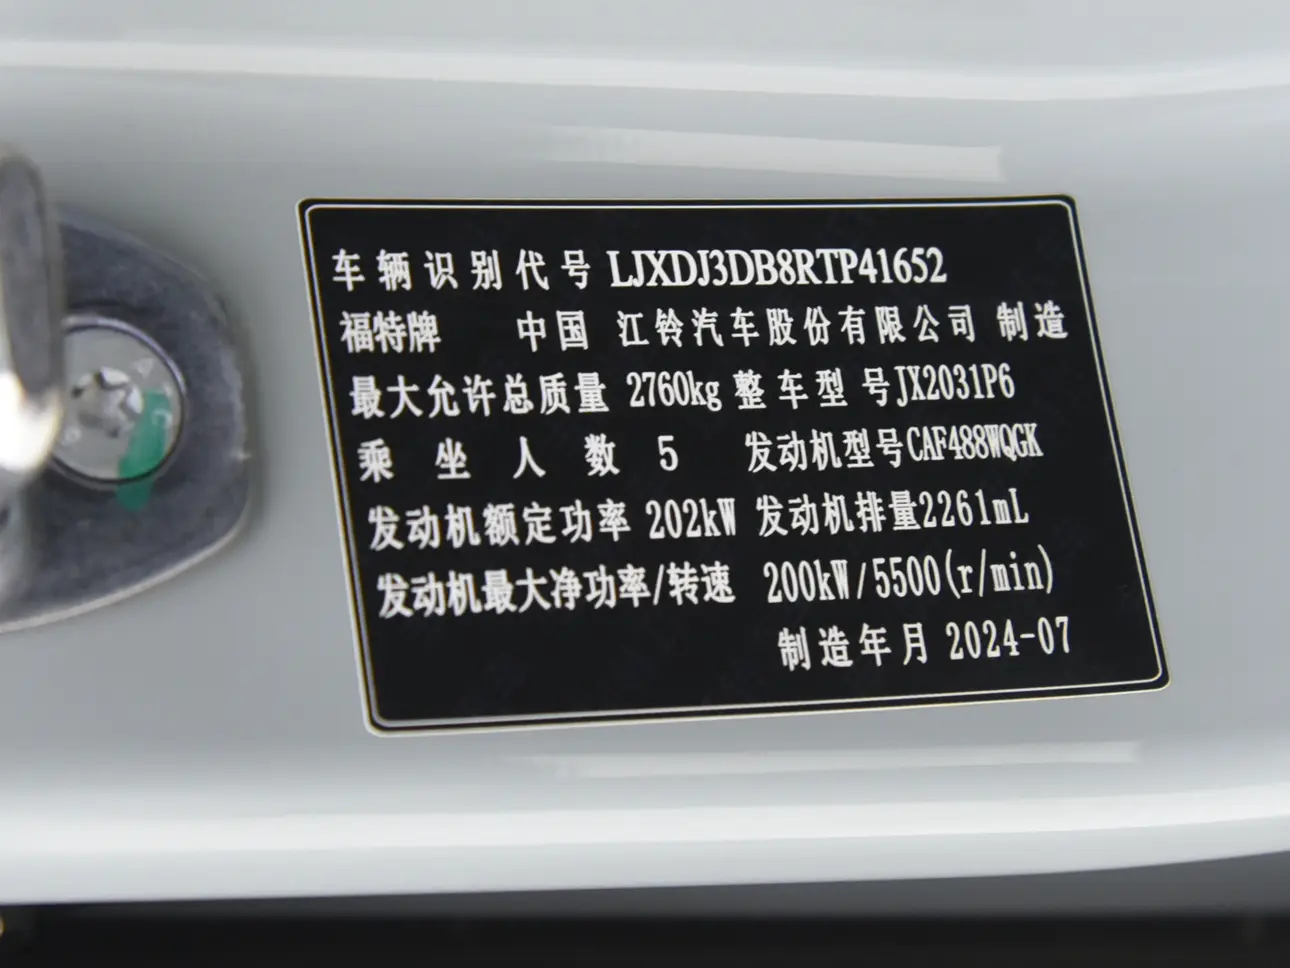 车辆识别代号 LJXDJ3DB8RTP41652
福特牌 中国 江铃汽车股份有限公司 制造
最大允许总质量 2760kg 整车型号JX2031P6
乘坐人数 5 发动机型号CAF488WQGK
发动机额定功率 202kW 发动机排量2261mL
发动机最大净功率/转速 200kW/5500(r/min)
制造年月 2024-07